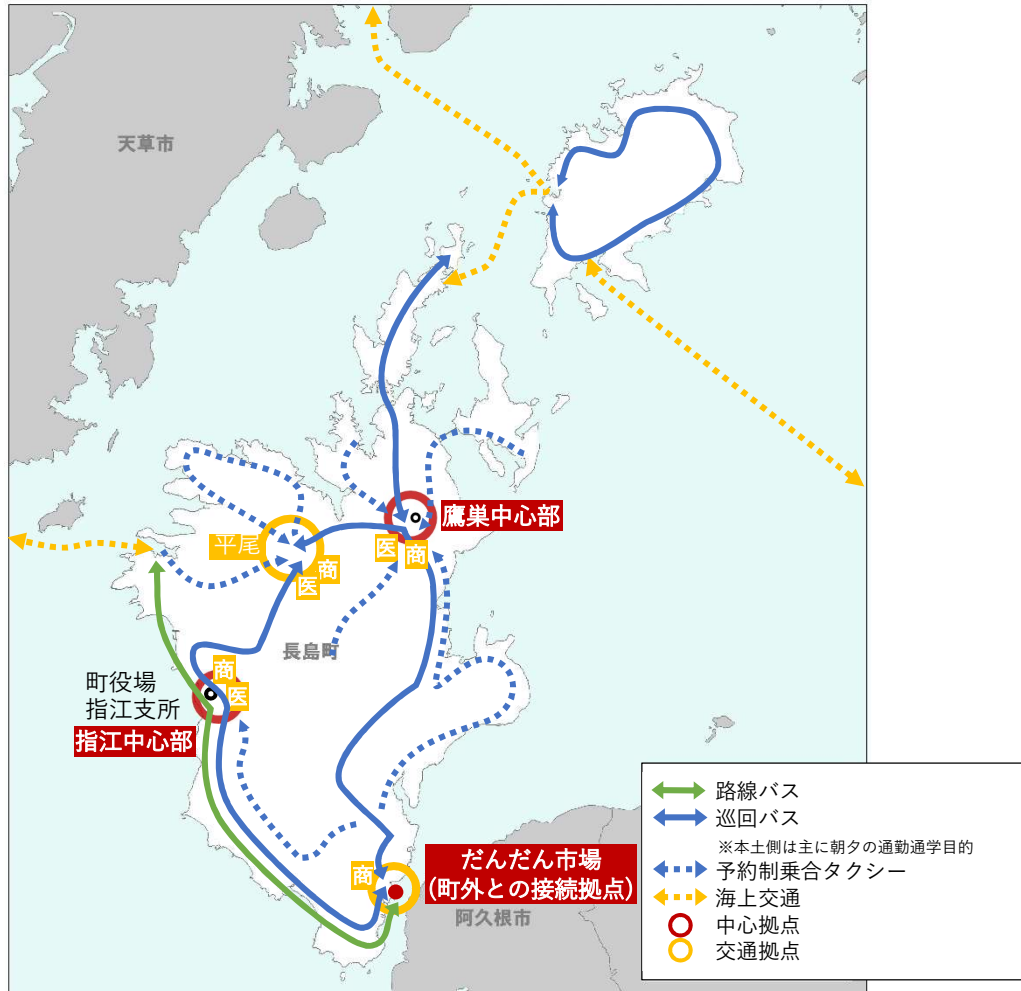 天草市
鷹巣中心部
平尾
医
商
商
医
長島町
商
医
町役場
指江支所
指江中心部
だんだん市場
(町外との接続拠点)
商
阿久根市
路線バス
巡回バス
※本土側は主に朝夕の通勤通学目的
予約制乗合タクシー
海上交通
中心拠点
交通拠点